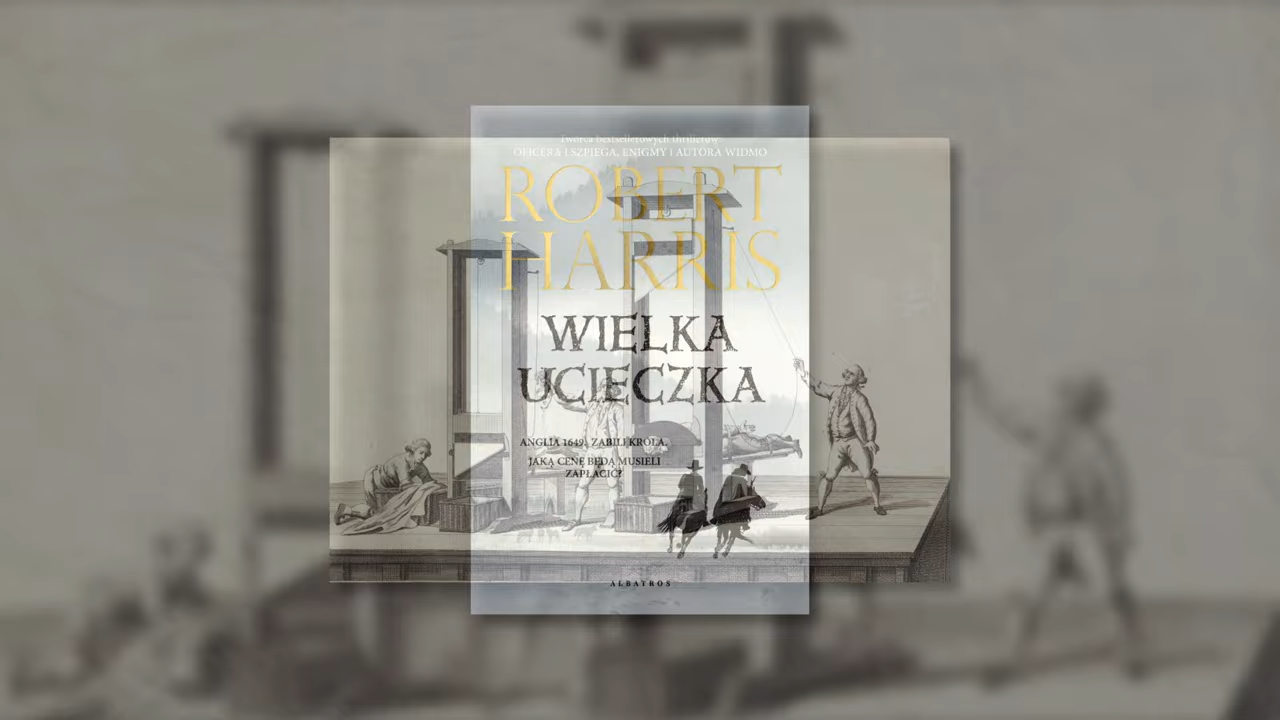 Twórca bestsellerowych thrillerów
OFICERA I SZPIEGA, ENIGMY I AUTORA WIDMO
ROBERT
HARRIS
WIELKA
UCIECZKA
ANGLIA 1649. ZABILI KRÓLA.
JAKĄ CENĘ BĘDĄ MUSIELI
ZAPŁACIĆ?
ALBATROS